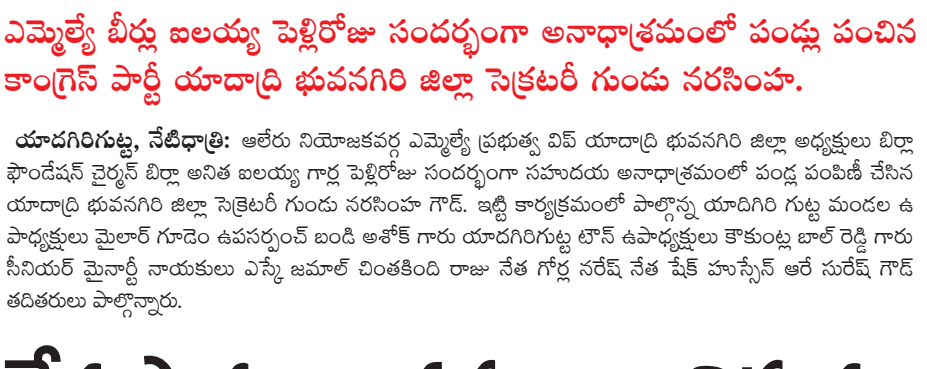 ఎమ్మెల్యే బీర్లు ఐలయ్య పెళ్లిరోజు సందర్భంగా అనాధాశ్రమంలో పండ్లు పంచిన
కాంగ్రెస్ పార్టీ యాదాద్రి భువనగిరి జిల్లా సెక్రటరీ గుండు నరసింహ.
యాదగిరిగుట్ట, నేటిధాత్రి: ఆలేరు నియోజకవర్గ ఎమ్మెల్యే ప్రభుత్వ విప్ యాదాద్రి భువనగిరి జిల్లా అధ్యక్షులు బిర్లా
ఫౌండేషన్ చైర్మన్ బిర్లా అనిత ఐలయ్య గార్ల పెళ్లిరోజు సందర్భంగా సహృదయ అనాధాశ్రమంలో పండ్ల పంపిణీ చేసిన
యాదాద్రి భువనగిరి జిల్లా సెక్రెటరీ గుండు నరసింహ గౌడ్. ఇట్టి కార్యక్రమంలో పాల్గొన్న యాదిగిరి గుట్ట మండల ఉ
పాధ్యక్షులు మైలార్ గూడెం ఉపసర్పంచ్ బండి అశోక్ గారు యాదగిరిగుట్ట టౌన్ ఉపాధ్యక్షులు కౌకుంట్ల బాల్ రెడ్డి గారు
సీనియర్ మైనార్టీ నాయకులు ఎస్కే జమాల్ చింతకింది రాజు నేత గోర్ల నరేష్ నేత షేక్ హుస్సేన్ ఆరే సురేష్ గౌడ్
తదితరులు పాల్గొన్నారు.